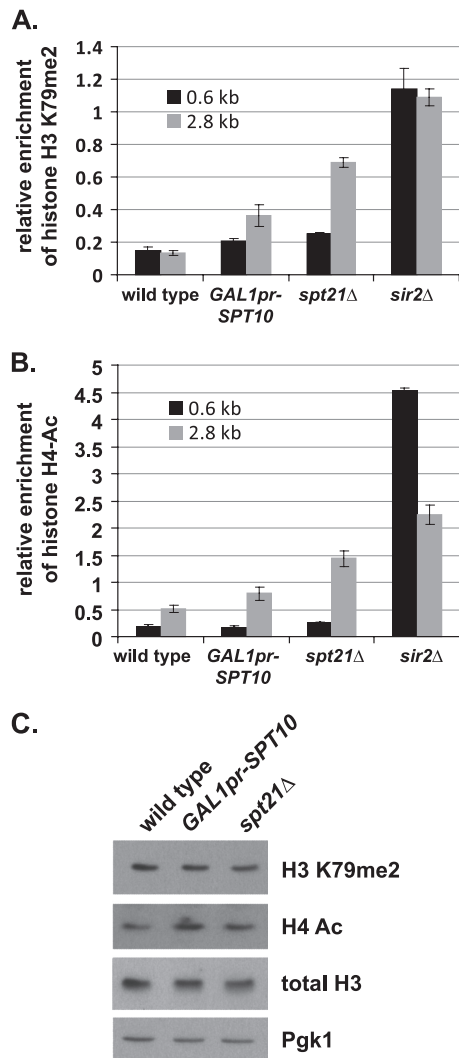 A.
relative enrichment
of histone H3 K79me2
1.4
1.2
1
0.8
0.6
0.4
0.2
0
0.6 kb
2.8 kb
wild type
GAL1pr-
SPT10
spt21Δ
sir2Δ
B.
relative enrichment
of histone H4-Ac
5
4.5
4
3.5
3
2.5
2
1.5
1
0.5
0
0.6 kb
2.8 kb
wild type
GAL1pr-
SPT10
spt21Δ
sir2Δ
C.
wild type
GAL1pr-SPT10
spt21Δ
H3 K79me2
H4 Ac
total H3
Pgk1